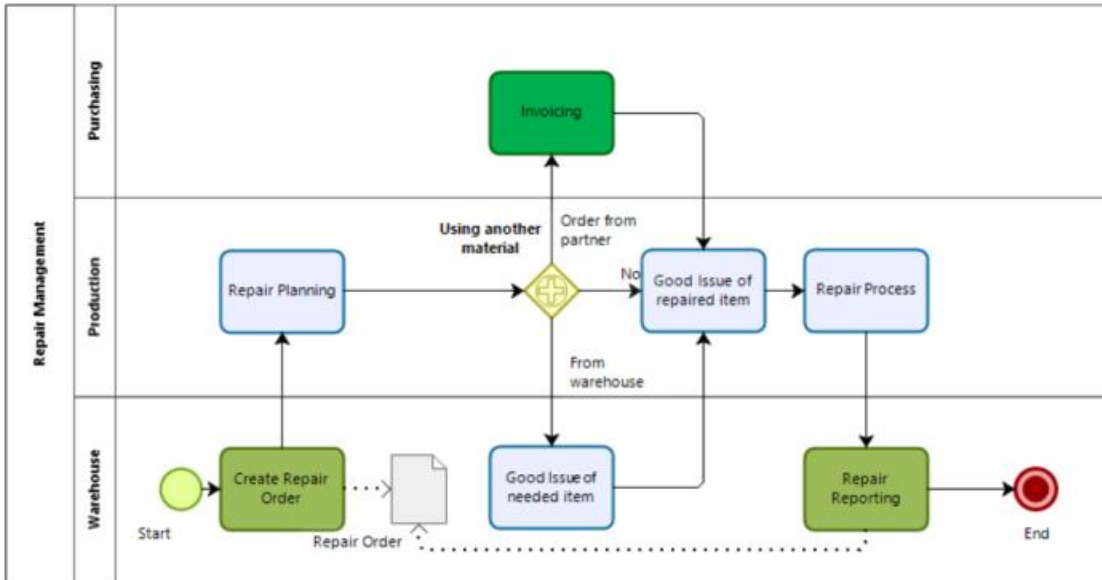 Repair Management
Purchasing
Invoicing
Production
Using another
material
Order from
partner
Repair Planning
No
Good Issue of
repaired item
Repair Process
From
warehouse
Warehouse
Start
Create Repair
Order
Repair Order
Good Issue of
needed item
Repair
Reporting
End